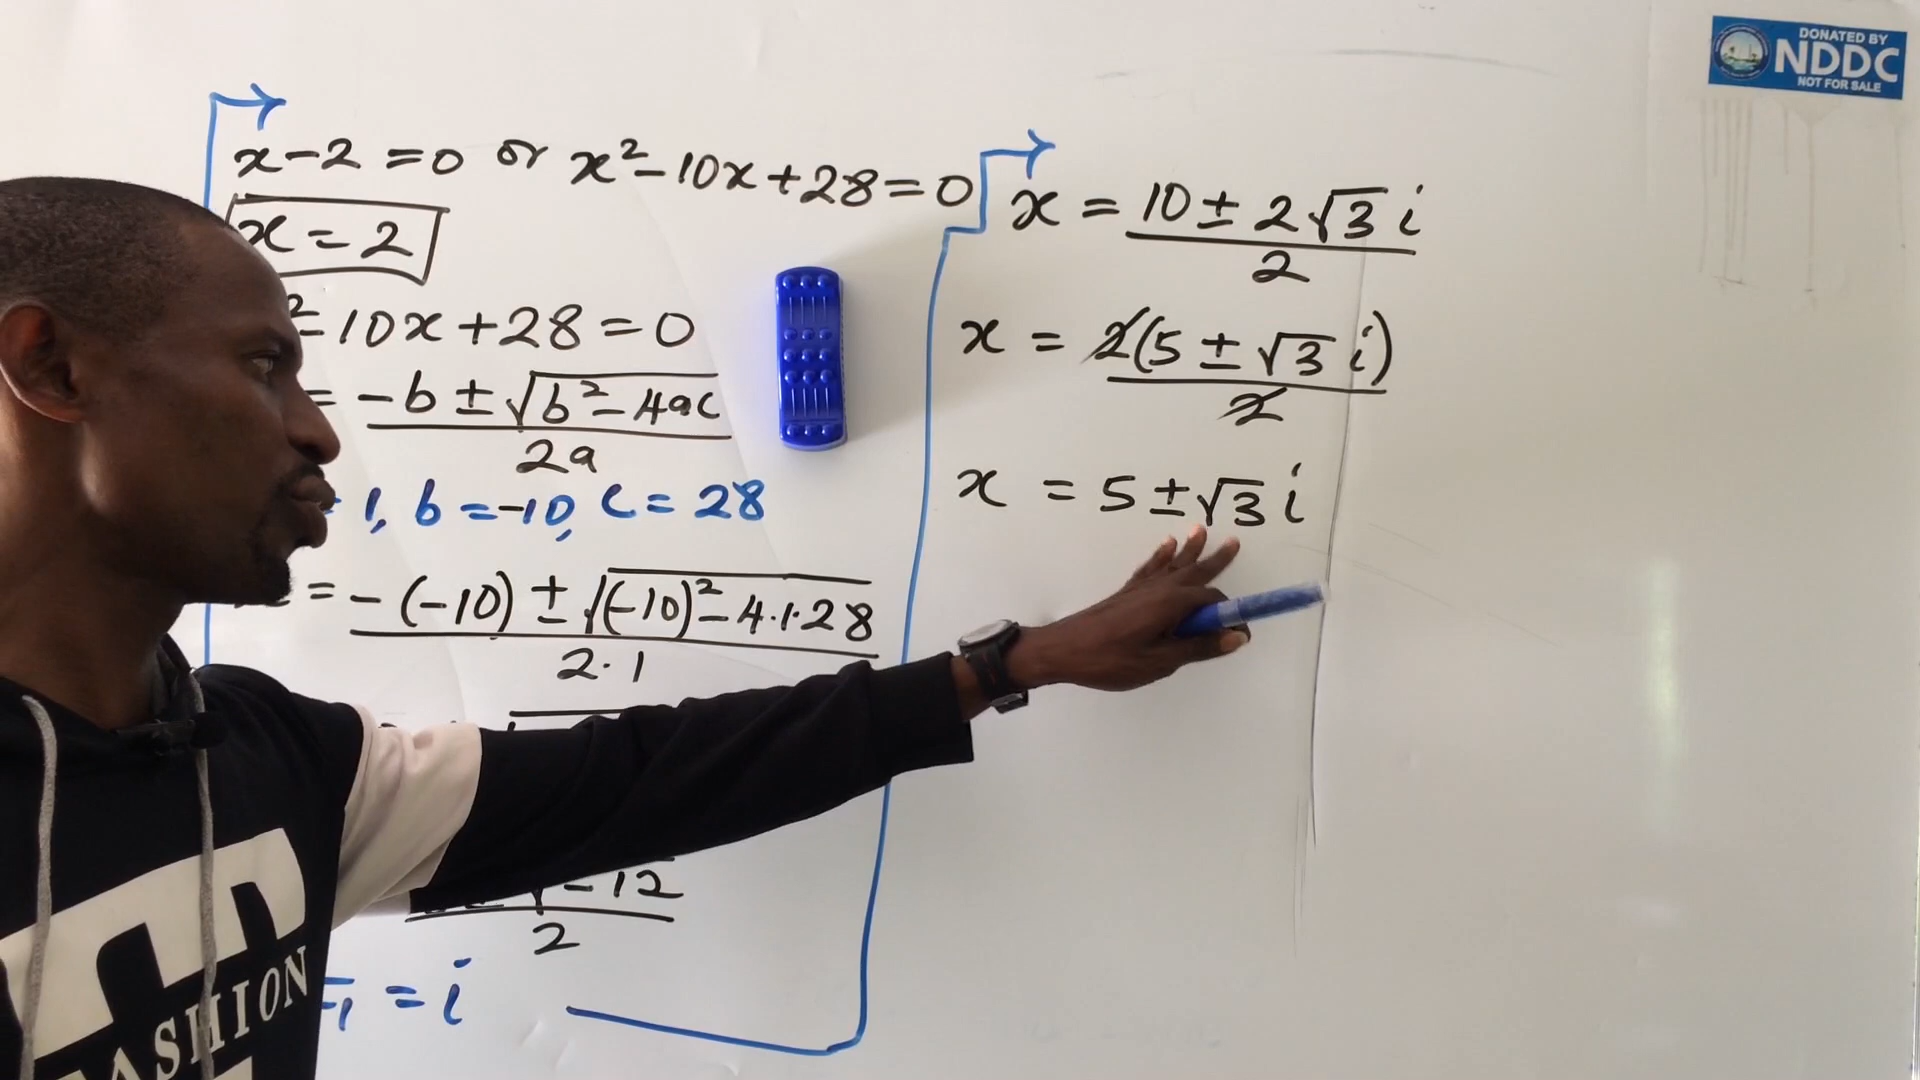 x-2=0 or x²-10x+28=0
x=2
²-10x+28=0
= -b±√b²-4ac
2a
1, b=-10, c=28
= -(-10)±√(-10)²-4.1.28
2.1
√-12
2
-1 = i
x = 10±2√3 i
2
x = 2(5±√3 i)
2
x = 5±√3 i
DONATED BY
NDDC
NOT FOR SALE
FASHION